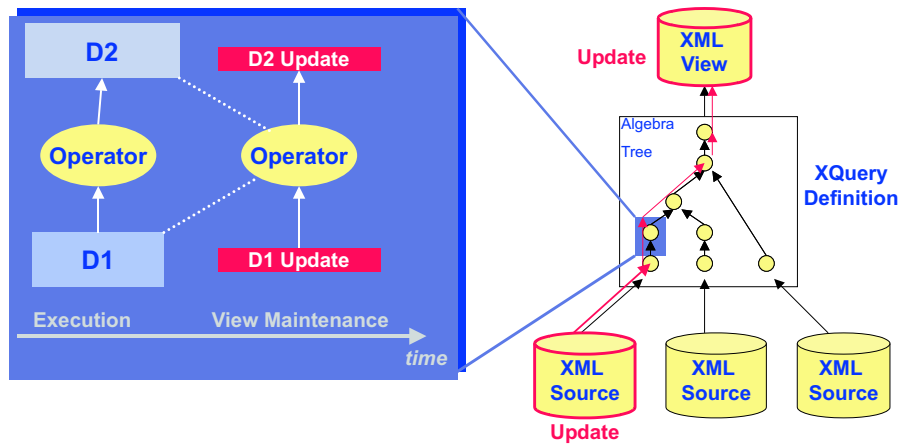 D2
D2 Update
Operator
Operator
D1
D1 Update
Execution
View Maintenance
time
Update
XML
View
Algebra
Tree
XQuery
Definition
XML
Source
XML
Source
XML
Source
Update